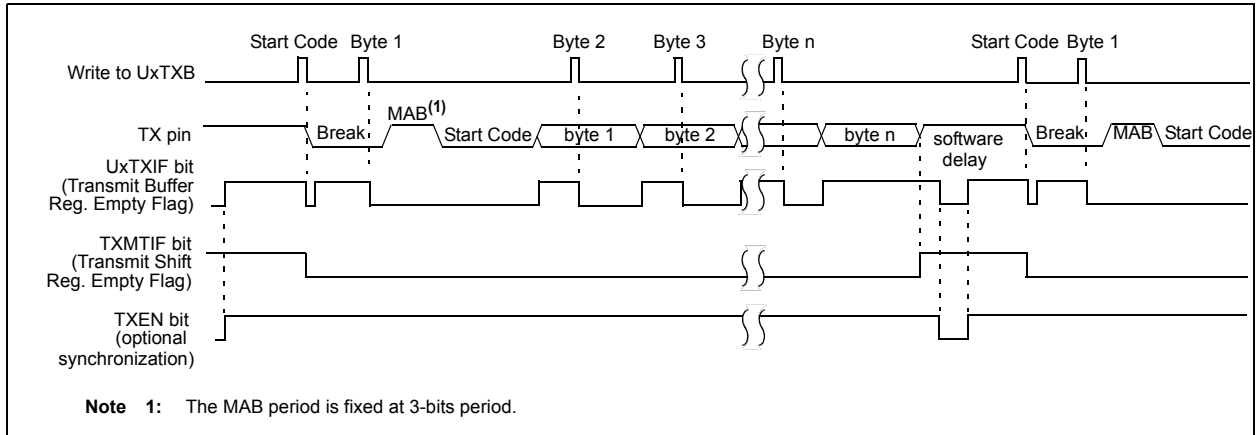 Start Code Byte 1 Byte 2 Byte 3 Byte n Start Code Byte 1
Write to UxTXB
MAB(1)
TX pin Break Start Code byte 1 byte 2 byte n software delay Break MAB Start Code
UxTXIF bit
(Transmit Buffer
Reg. Empty Flag)
TXMTIF bit
(Transmit Shift
Reg. Empty Flag)
TXEN bit
(optional
synchronization)
Note 1: The MAB period is fixed at 3-bits period.